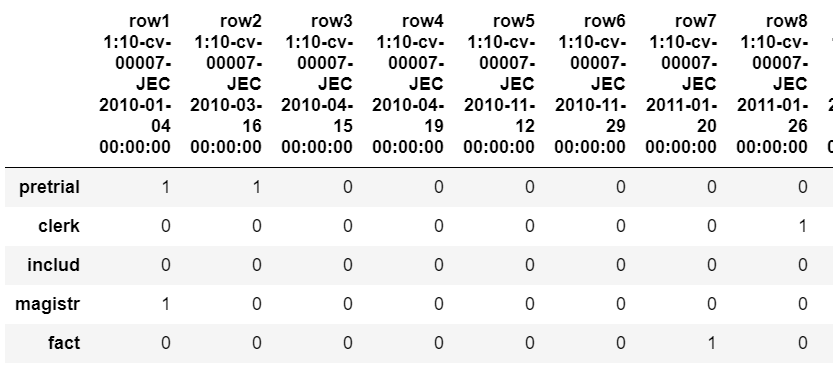 row1 row2 row3 row4 row5 row6 row7 row8
1:10-cv- 1:10-cv- 1:10-cv- 1:10-cv- 1:10-cv- 1:10-cv- 1:10-cv- 1:10-cv-
00007- 00007- 00007- 00007- 00007- 00007- 00007- 00007-
JEC JEC JEC JEC JEC JEC JEC JEC
2010-01- 2010-03- 2010-04- 2010-04- 2010-11- 2010-11- 2011-01- 2011-01-
04 16 15 19 12 29 20 26
00:00:00 00:00:00 00:00:00 00:00:00 00:00:00 00:00:00 00:00:00 00:00:00
pretrial 1 1 0 0 0 0 0 0
clerk 0 0 0 0 0 0 0 1
includ 0 0 0 0 0 0 0 0
magistr 1 0 0 0 0 0 0 0
fact 0 0 0 0 0 0 1 0